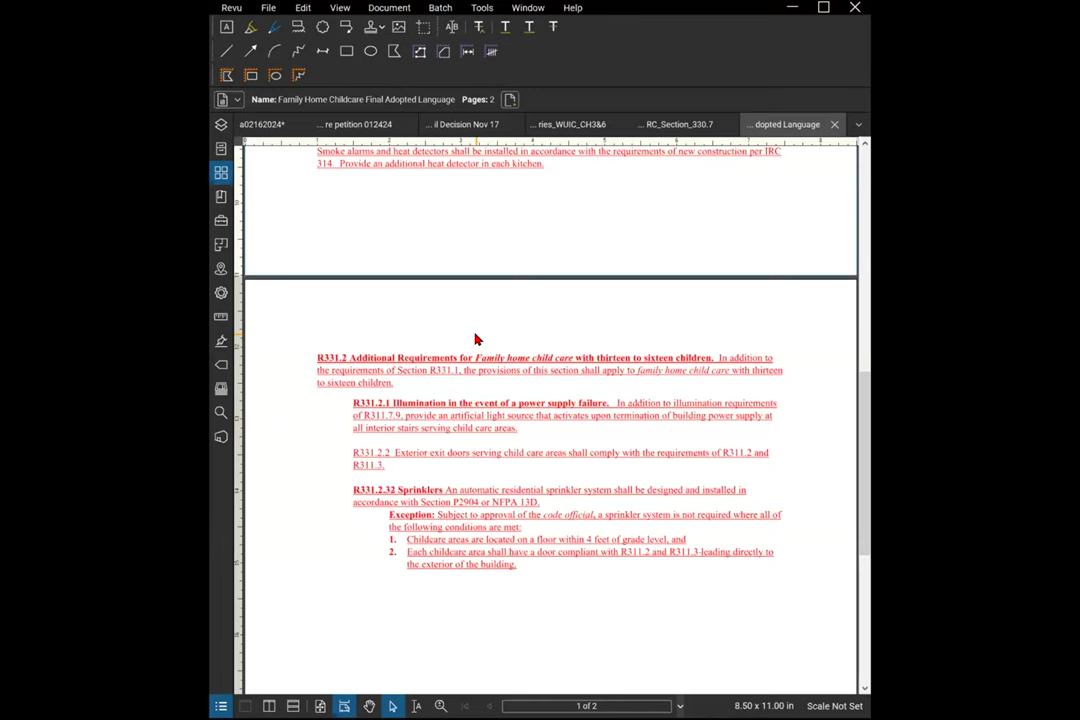 Revu File Edit View Document Batch Tools Window Help
Name: Family Home Childcare Final Adopted Language Pages: 2
a02162024* ... re petition 012424 ... il Decision Nov 17 ... ries_WUIC_CH3&6 ... RC_Section_330.7 ... dopted Language
Smoke alarms and heat detectors shall be installed in accordance with the requirements of new construction per IRC
314. Provide an additional heat detector in each kitchen.
R331.2 Additional Requirements for Family home child care with thirteen to sixteen children. In addition to
the requirements of Section R331.1, the provisions of this section shall apply to family home child care with thirteen
to sixteen children.
R331.2.1 Illumination in the event of a power supply failure. In addition to illumination requirements
of R311.7.9, provide an artificial light source that activates upon termination of building power supply at
all interior stairs serving child care areas.
R331.2.2 Exterior exit doors serving child care areas shall comply with the requirements of R311.2 and
R311.3.
R331.2.32 Sprinklers An automatic residential sprinkler system shall be designed and installed in
accordance with Section P2904 or NFPA 13D.
Exception: Subject to approval of the code official, a sprinkler system is not required where all of
the following conditions are met:
1. Childcare areas are located on a floor within 4 feet of grade level, and
2. Each childcare area shall have a door compliant with R311.2 and R311.3-leading directly to
the exterior of the building.
1 of 2 8.50 x 11.00 in Scale Not Set